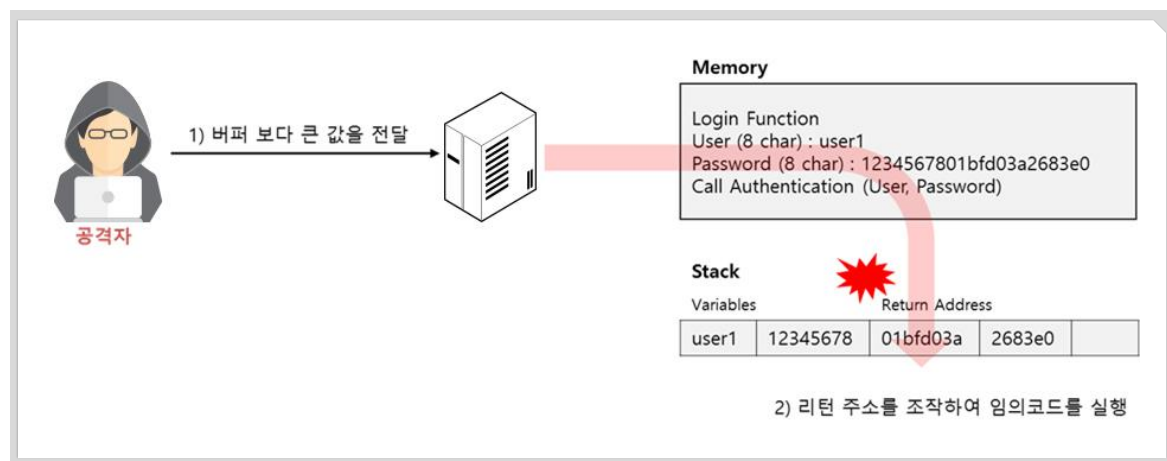 1) 버퍼 보다 큰 값을 전달
공격자
Memory
Login Function
User (8 char) : user1
Password (8 char) : 1234567801bfd03a2683e0
Call Authentication (User, Password)
Stack
Variables Return Address
user1 12345678 01bfd03a 2683e0
2) 리턴 주소를 조작하여 임의코드를 실행